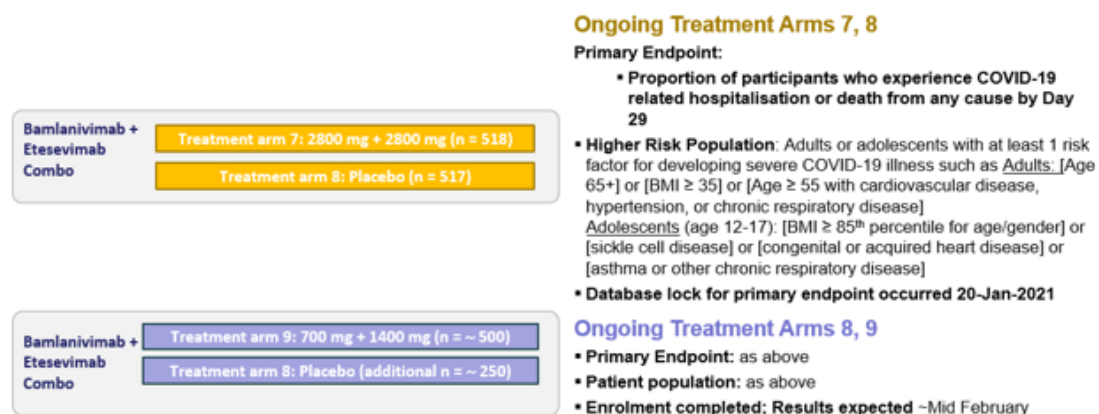 Ongoing Treatment Arms 7, 8
Primary Endpoint:
▪ Proportion of participants who experience COVID-19
related hospitalisation or death from any cause by Day
29
Bamlanivimab +
Etesevimab
Combo
Treatment arm 7: 2800 mg + 2800 mg (n = 518)
Treatment arm 8: Placebo (n = 517)
▪ Higher Risk Population: Adults or adolescents with at least 1 risk
factor for developing severe COVID-19 illness such as Adults: [Age
65+] or [BMI ≥ 35] or [Age ≥ 55 with cardiovascular disease,
hypertension, or chronic respiratory disease]
Adolescents (age 12-17): [BMI ≥ 85th percentile for age/gender] or
[sickle cell disease] or [congenital or acquired heart disease] or
[asthma or other chronic respiratory disease]
▪ Database lock for primary endpoint occurred 20-Jan-2021
Bamlanivimab +
Etesevimab
Combo
Treatment arm 9: 700 mg + 1400 mg (n = ~ 500)
Treatment arm 8: Placebo (additional n = ~ 250)
Ongoing Treatment Arms 8, 9
▪ Primary Endpoint: as above
▪ Patient population: as above
▪ Enrolment completed; Results expected ~Mid February